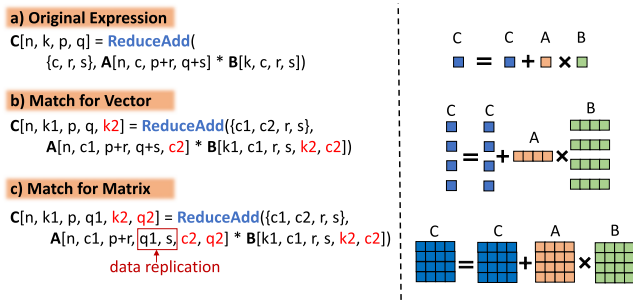 a) Original Expression
C[n, k, p, q] = ReduceAdd(
{c, r, s}, A[n, c, p+r, q+s] * B[k, c, r, s])
b) Match for Vector
C[n, k1, p, q, k2] = ReduceAdd({c1, c2, r, s},
A[n, c1, p+r, q+s, c2] * B[k1, c1, r, s, k2, c2])
c) Match for Matrix
C[n, k1, p, q1, k2, q2] = ReduceAdd({c1, c2, r, s},
A[n, c1, p+r, q1, s, c2, q2] * B[k1, c1, r, s, k2, c2])
data replication
C C A B
= + ×
C C A B
= + ×
C C A B
= + ×